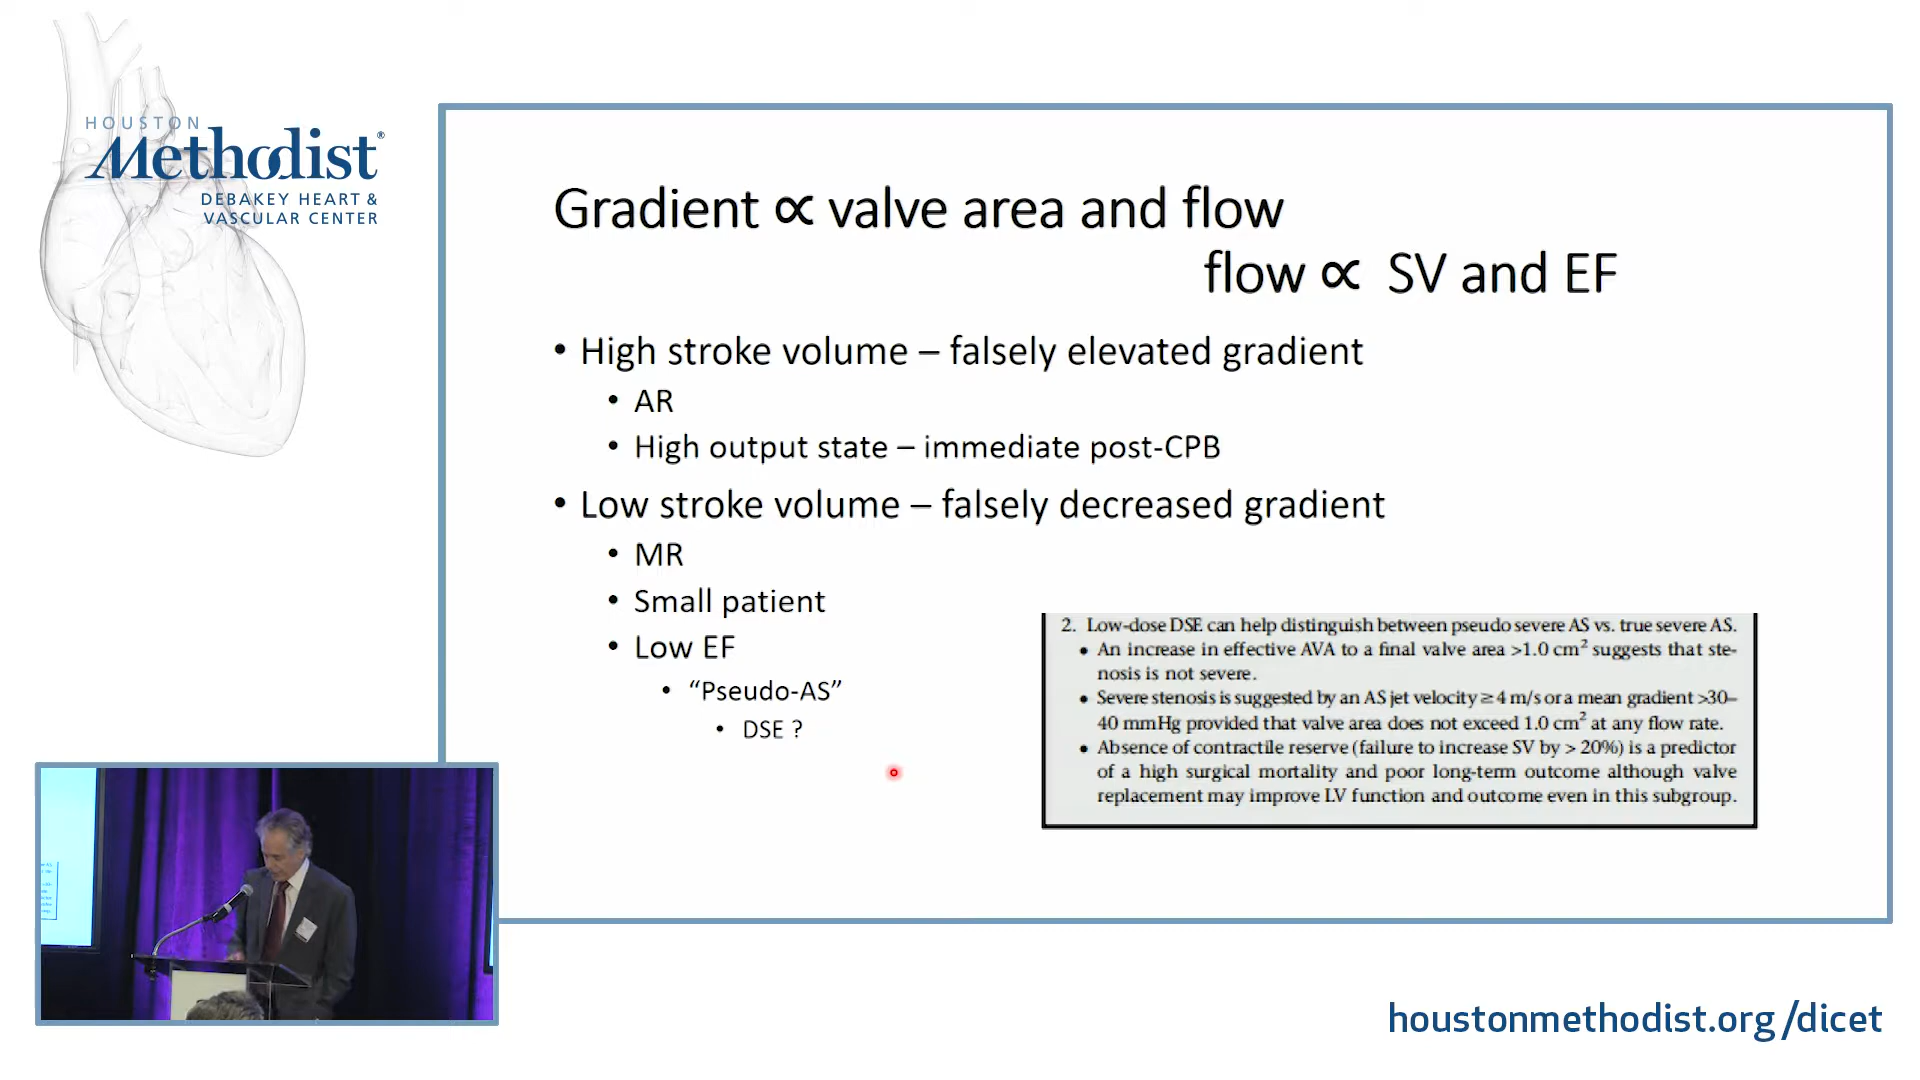 HOUSTON
Methodist®
DEBAKEY HEART &
VASCULAR CENTER
Gradient ∝ valve area and flow
flow ∝ SV and EF
• High stroke volume – falsely elevated gradient
• AR
• High output state – immediate post-CPB
• Low stroke volume – falsely decreased gradient
• MR
• Small patient
• Low EF
• “Pseudo-AS”
• DSE ?
2. Low-dose DSE can help distinguish between pseudo severe AS vs. true severe AS.
• An increase in effective AVA to a final valve area >1.0 cm² suggests that ste-
nosis is not severe.
• Severe stenosis is suggested by an AS jet velocity ≥ 4 m/s or a mean gradient >30–
40 mmHg provided that valve area does not exceed 1.0 cm² at any flow rate.
• Absence of contractile reserve (failure to increase SV by > 20%) is a predictor
of a high surgical mortality and poor long-term outcome although valve
replacement may improve LV function and outcome even in this subgroup.
houstonmethodist.org/dicet